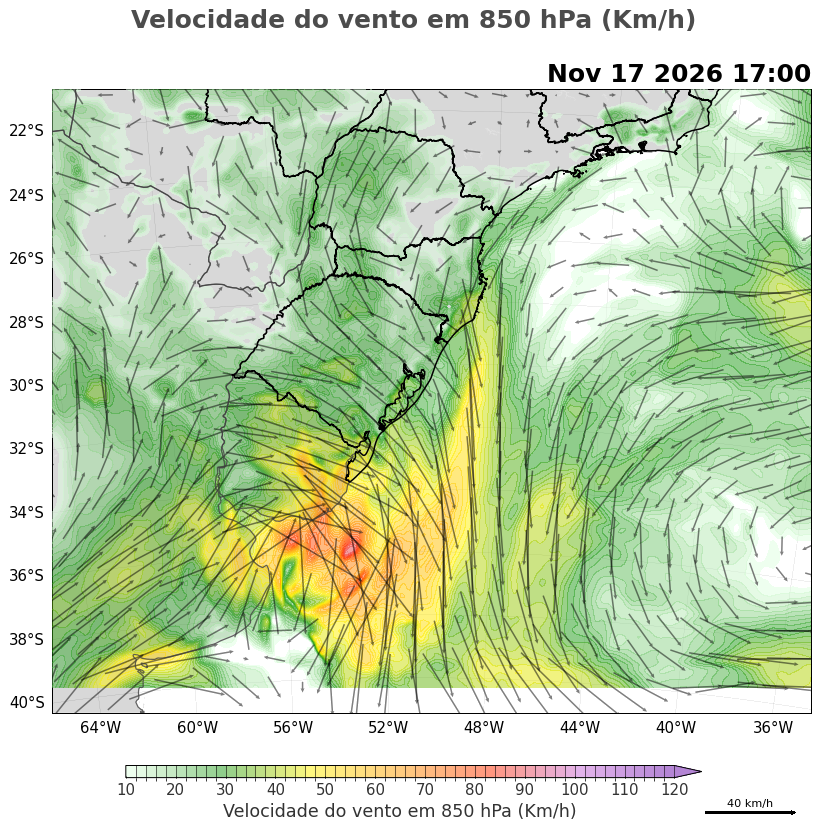 Velocidade do vento em 850 hPa (Km/h)
Nov 17 2026 17:00
22°S
24°S
26°S
28°S
30°S
32°S
34°S
36°S
38°S
40°S
64°W 60°W 56°W 52°W 48°W 44°W 40°W 36°W
10 20 30 40 50 60 70 80 90 100 110 120
Velocidade do vento em 850 hPa (Km/h)
40 km/h